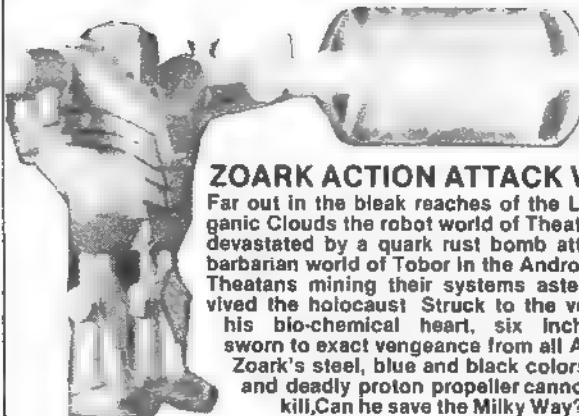 ZOARK ACTION ATTACK
Far out in the bleak reaches of the
ganic Clouds the robot world of
devastated by a quark rust bomb
barbarian world of Tobor in the
Theatans mining their systems
vived the holocaust Struck to the
his bio-chemical heart, six
sworn to exact vengeance from all
Zoark's steel, blue and black
and deadly proton propeller
kill,Can he save the Milky Way?